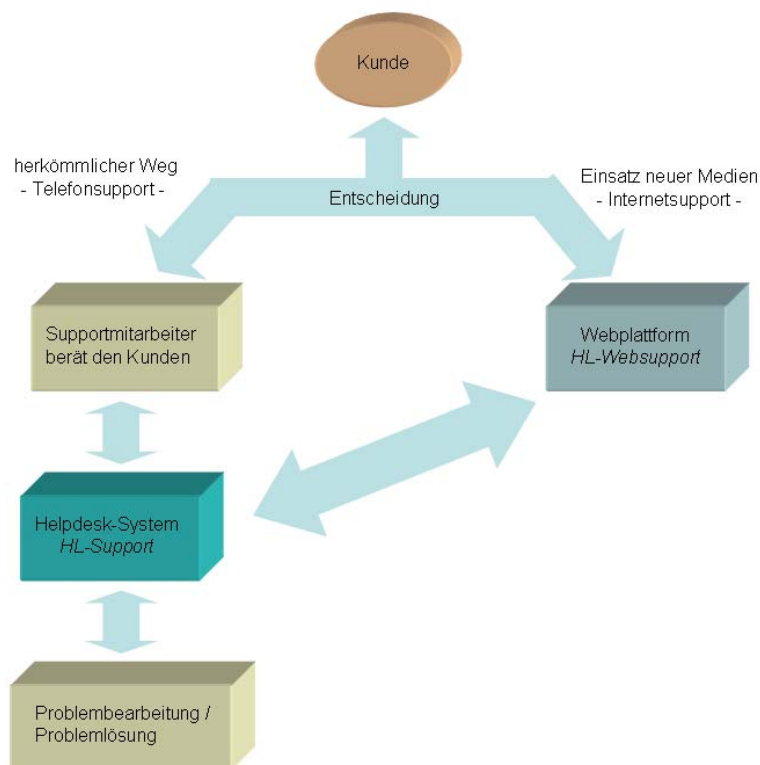 Kunde
herkömmlicher Weg
- Telefonsupport -
Einsatz neuer Medien
- Internetsupport -
Entscheidung
Supportmitarbeiter
berät den Kunden
Webplattform
HL-Websupport
Helpdesk-System
HL-Support
Problembearbeitung /
Problemlösung